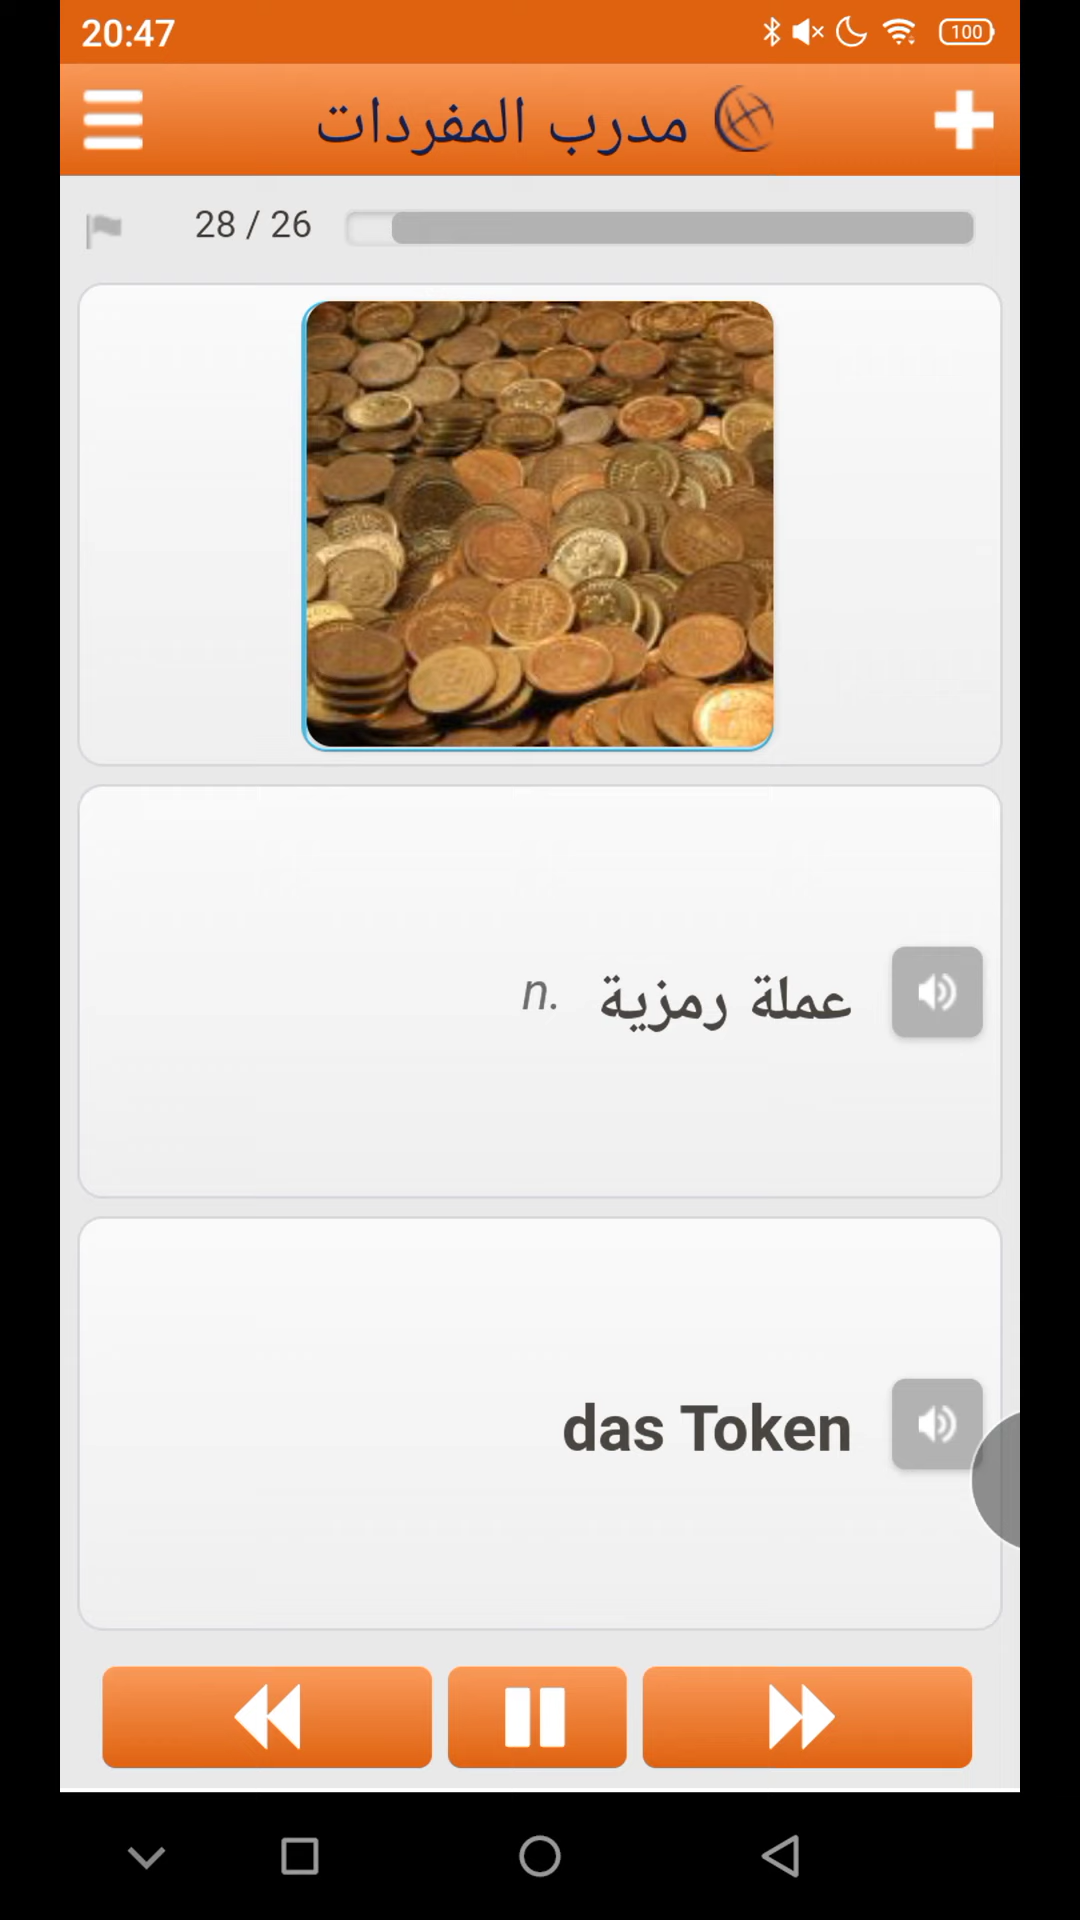 20:47
100
مدرب المفردات
28 / 26
عملة رمزية n.
das Token